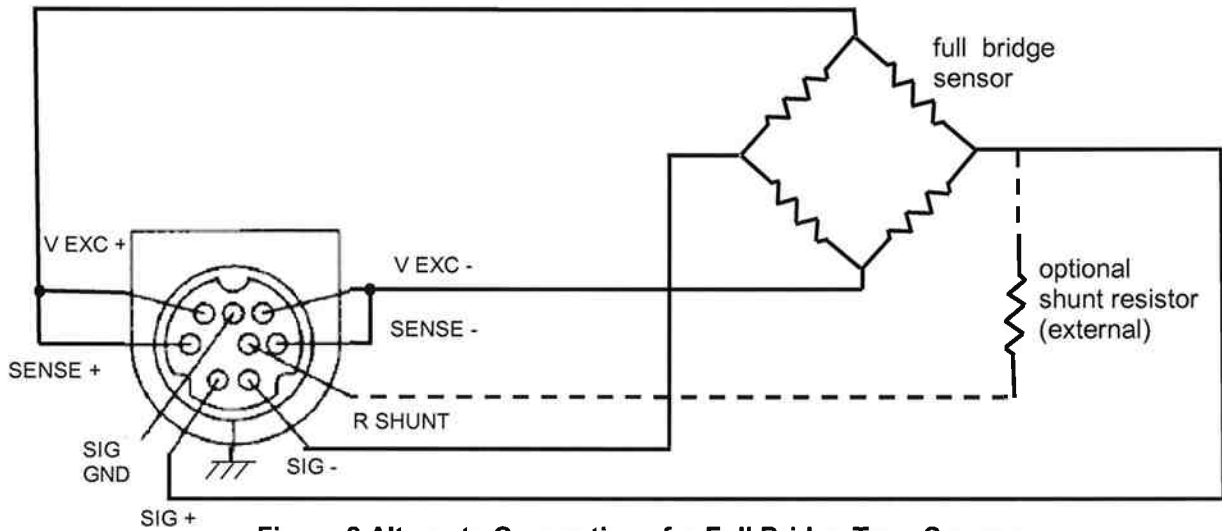 full bridge
sensor
V EXC +
V EXC -
optional
shunt resistor
(external)
SENSE -
SENSE +
R SHUNT
SIG
GND
SIG -
SIG +